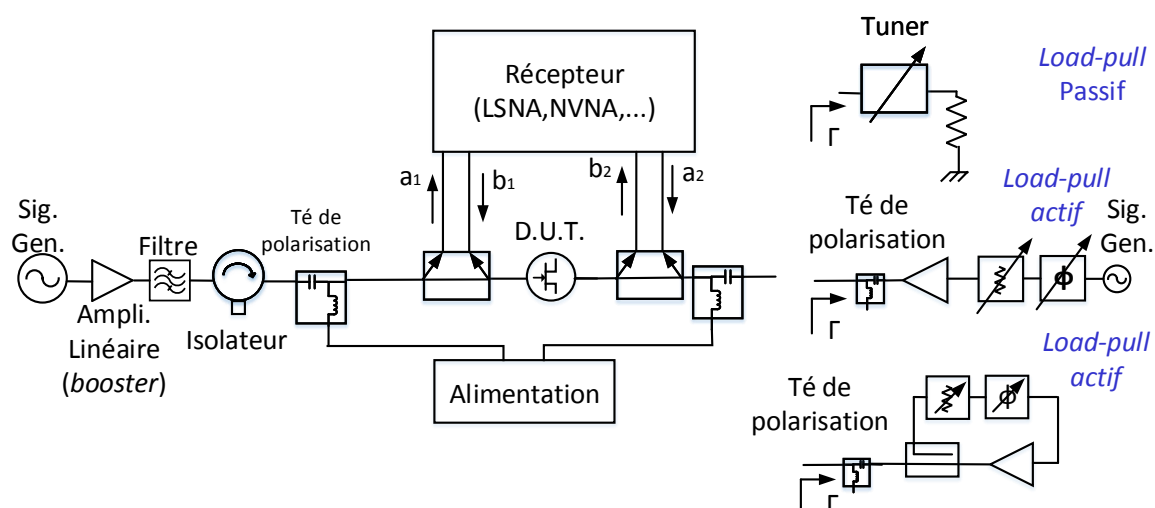 Récepteur
(LSNA,NVNA,...)
a1
b1
b2
a2
Sig.
Gen.
Filtre
Té de
polarisation
D.U.T.
Ampli.
Linéaire
(booster)
Isolateur
Alimentation
Tuner
Load-pull
Passif
Γ
Load-pull
actif
Té de
polarisation
Sig.
Gen.
Φ
Γ
Load-pull
actif
Té de
polarisation
Φ
Γ